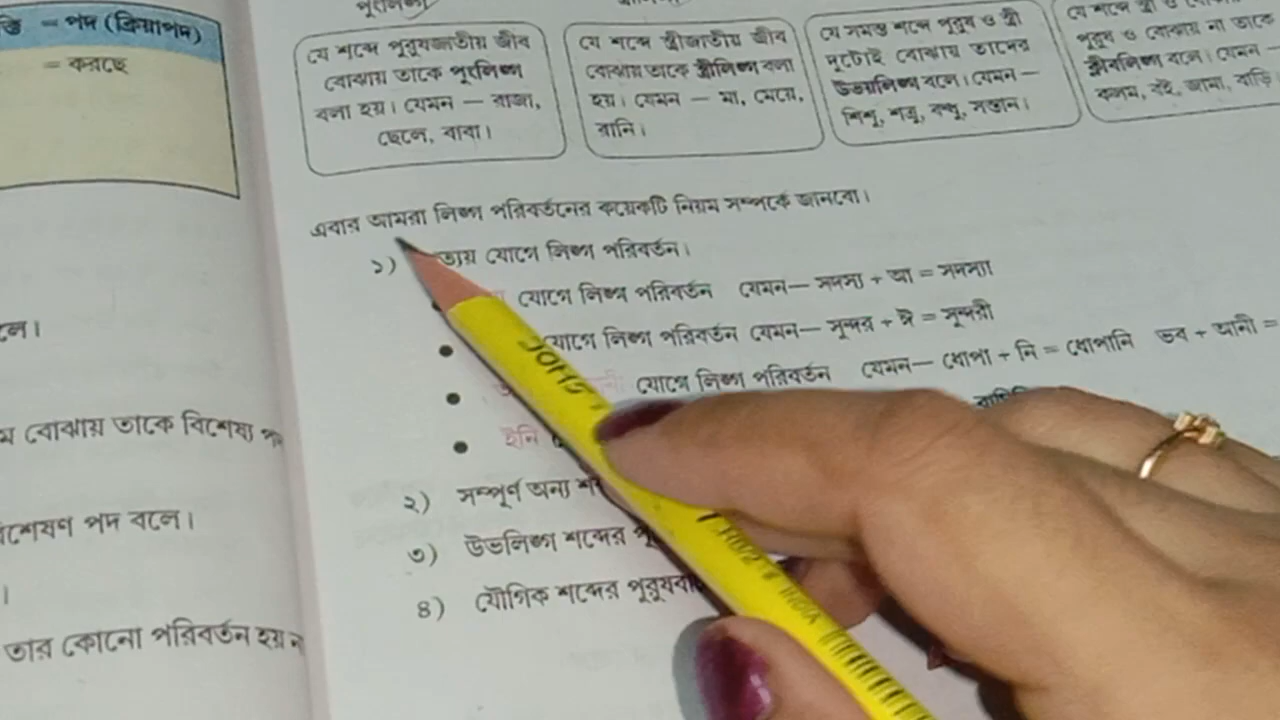 ক্তি = পদ (ক্রিয়াপদ)
= করছে
লে।
ম বোঝায় তাকে বিশেষ্য
বিশেষণ পদ বলে।
।
তার কোনো পরিবর্তন হয় ন
পুংলিঙ্গ
যে শব্দে পুরুষজাতীয় জীব
বোঝায় তাকে পুংলিঙ্গ
বলা হয়। যেমন — রাজা,
ছেলে, বাবা।
যে শব্দে স্ত্রীজাতীয় জীব
বোঝায় তাকে স্ত্রীলিঙ্গ বলা
হয়। যেমন — মা, মেয়ে,
রানি।
যে সমস্ত শব্দে পুরুষ ও স্ত্রী
দুটোই বোঝায় তাদের
উভয়লিঙ্গ বলে। যেমন —
শিশু, শত্রু, বন্ধু, সন্তান।
যে শব্দে স্ত্রী ও
পুরুষ ও বোঝায় না তাকে
ক্লীবলিঙ্গ বলে। যেমন —
কলম, বই, জামা, বাড়ি
এবার আমরা লিঙ্গ পরিবর্তনের কয়েকটি নিয়ম সম্পর্কে জানবো।
১) ত্যয় যোগে লিঙ্গ পরিবর্তন।
যোগে লিঙ্গ পরিবর্তন যেমন— সদস্য + আ = সদস্যা
যোগে লিঙ্গ পরিবর্তন যেমন— সুন্দর + ঈ = সুন্দরী
যোগে লিঙ্গ পরিবর্তন যেমন— ধোপা + নি = ধোপানি ভব + আনী =
• ইনি
২) সম্পূর্ণ অন্য শ
৩) উভলিঙ্গ শব্দের পু
৪) যৌগিক শব্দের পুরুষবা